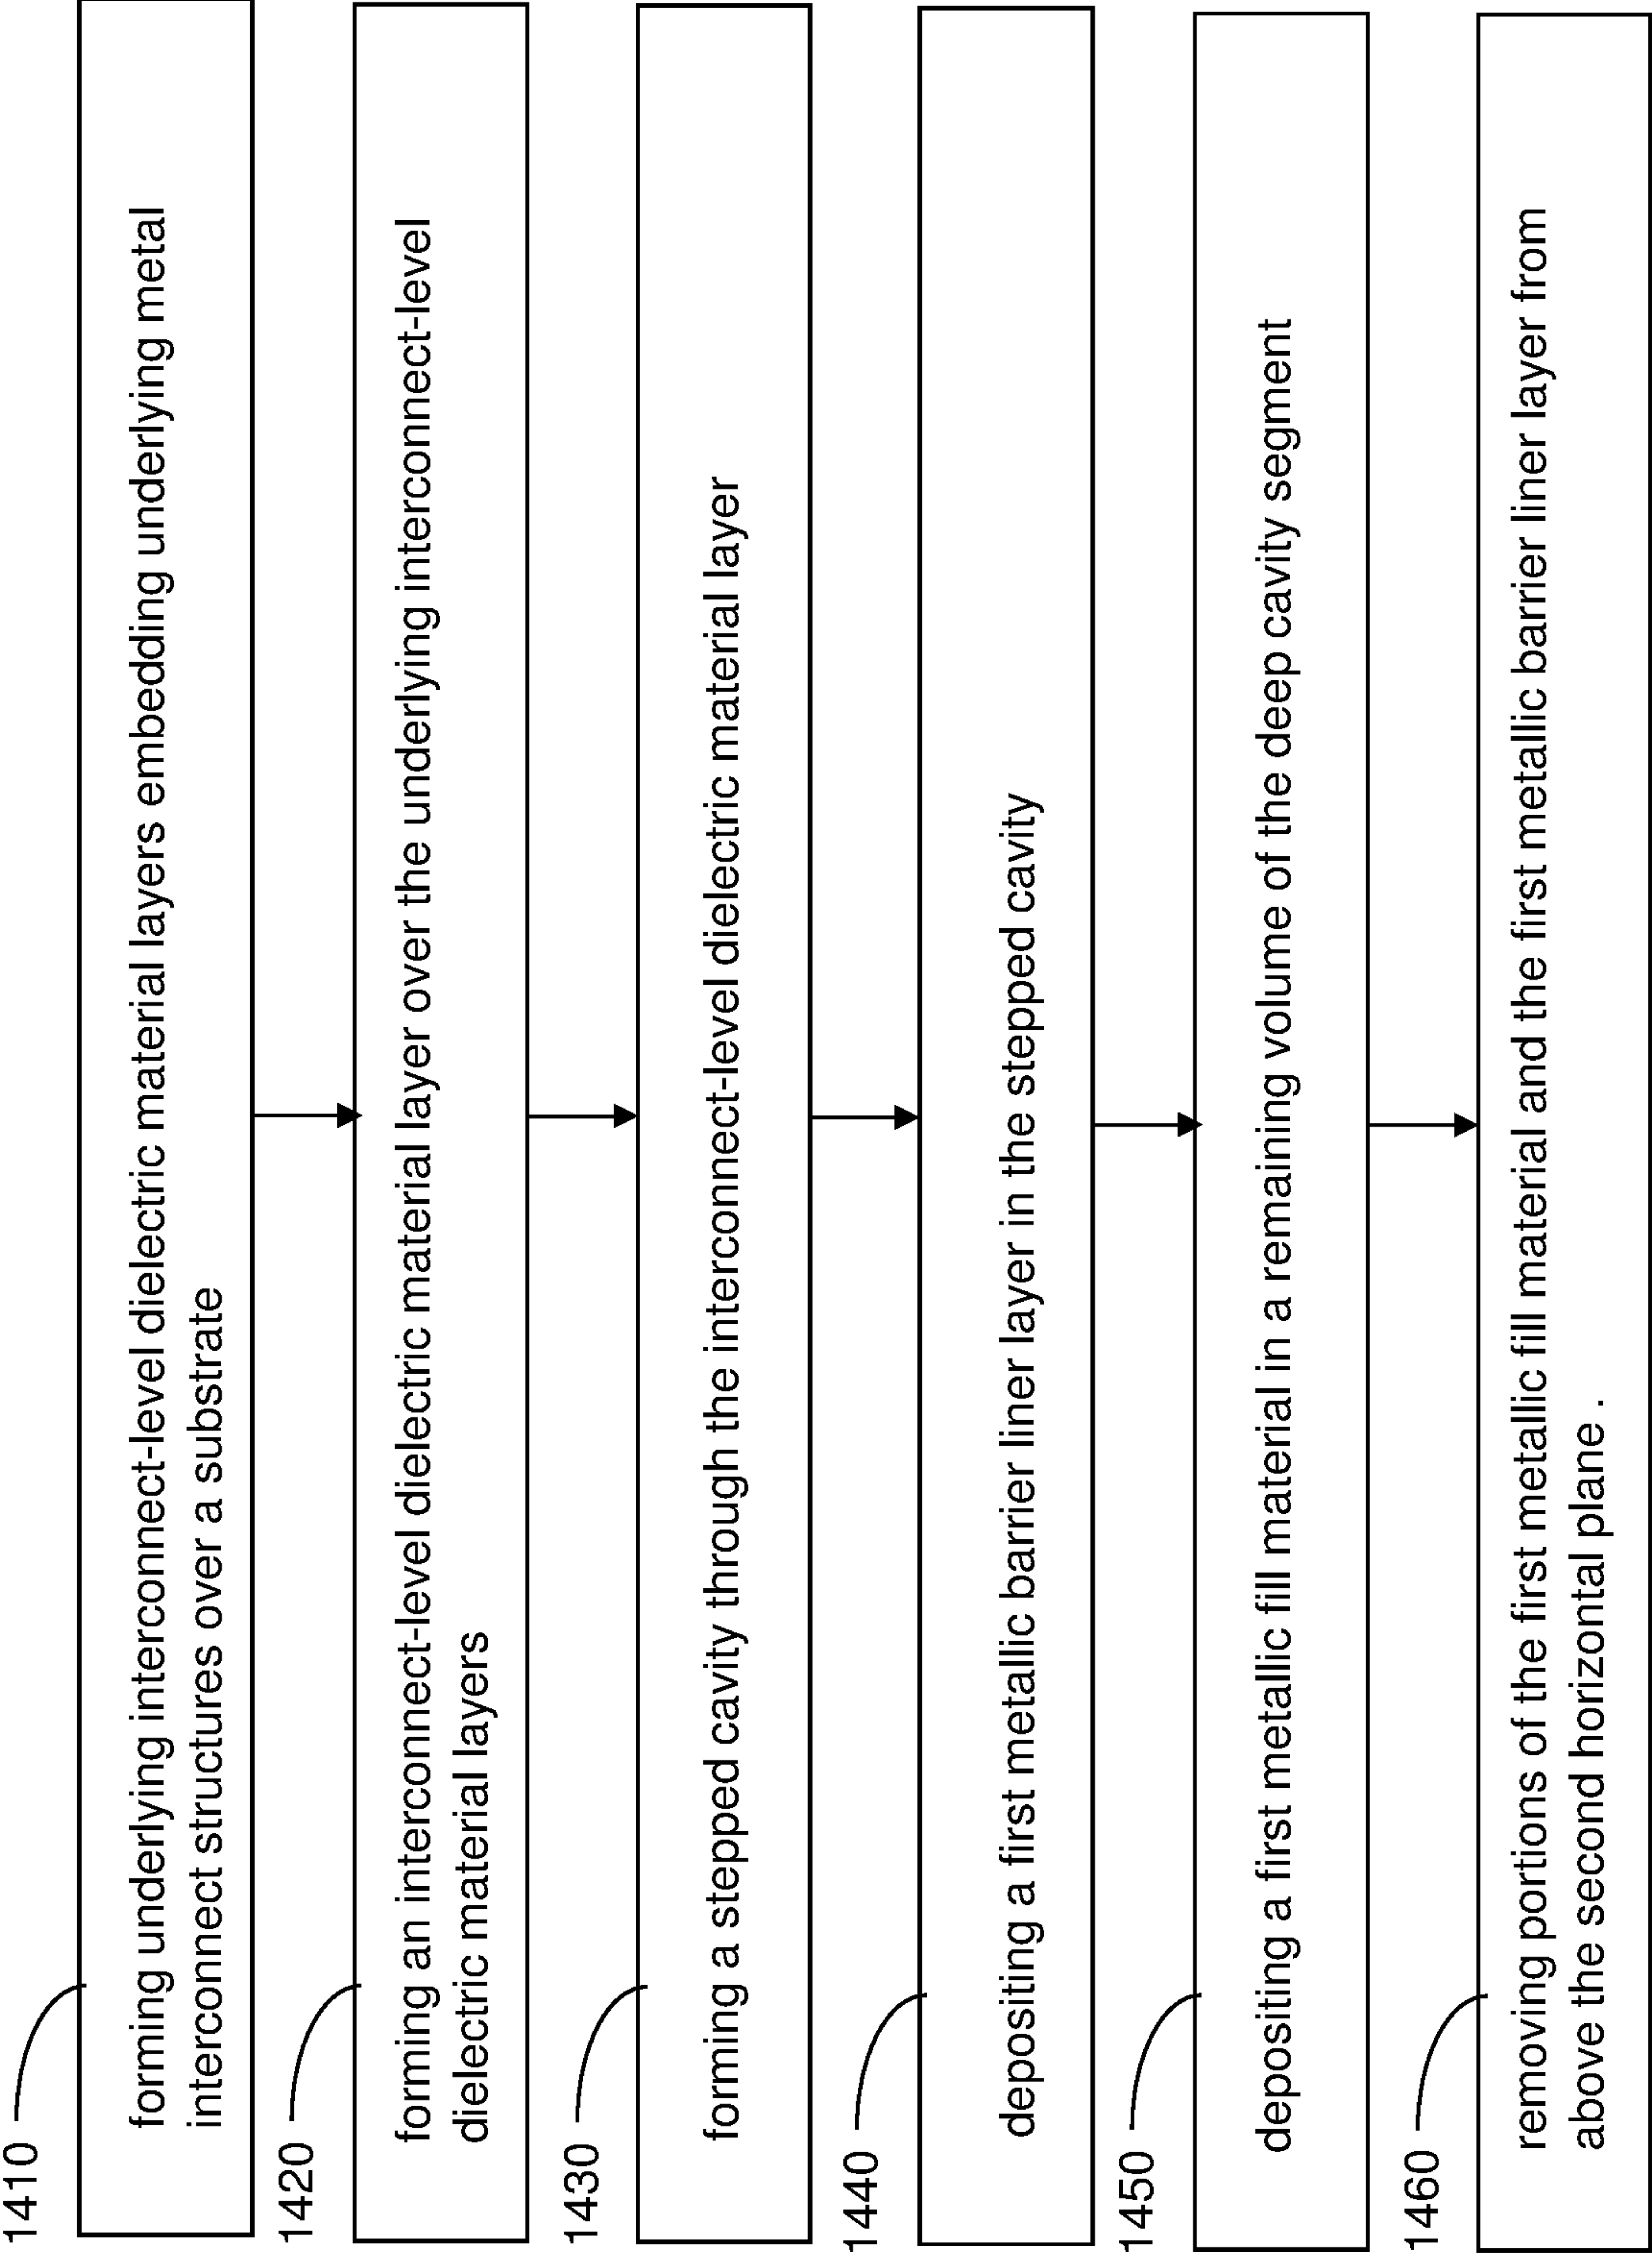 1410
forming underlying interconnect-level dielectric material layers embedding underlying metal
interconnect structures over a substrate
1420
forming an interconnect-level dielectric material layer over the underlying interconnect-level
dielectric material layers
1430
forming a stepped cavity through the interconnect-level dielectric material layer
1440
depositing a first metallic barrier liner layer in the stepped cavity
1450
depositing a first metallic fill material in a remaining volume of the deep cavity segment
1460
removing portions of the first metallic fill material and the first metallic barrier liner layer from
above the second horizontal plane .